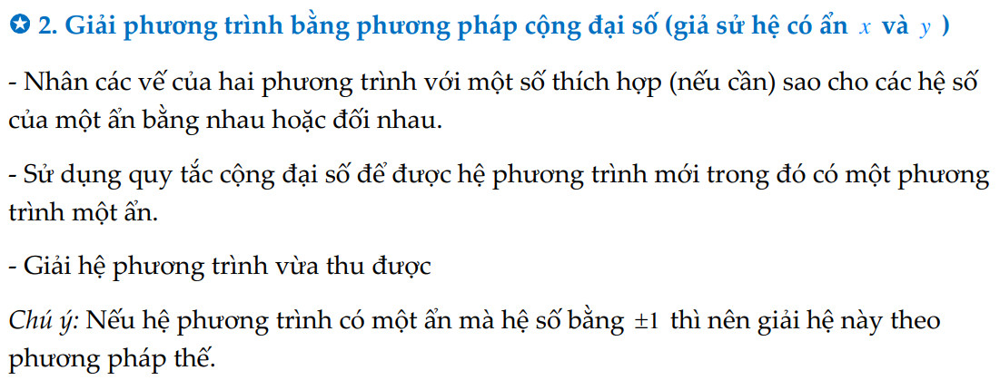 ✪ 2. Giải phương trình bằng phương pháp cộng đại số (giả sử hệ có ẩn x và y )
- Nhân các vế của hai phương trình với một số thích hợp (nếu cần) sao cho các hệ số
của một ẩn bằng nhau hoặc đối nhau.
- Sử dụng quy tắc cộng đại số để được hệ phương trình mới trong đó có một phương
trình một ẩn.
- Giải hệ phương trình vừa thu được
Chú ý: Nếu hệ phương trình có một ẩn mà hệ số bằng ±1 thì nên giải hệ này theo
phương pháp thế.